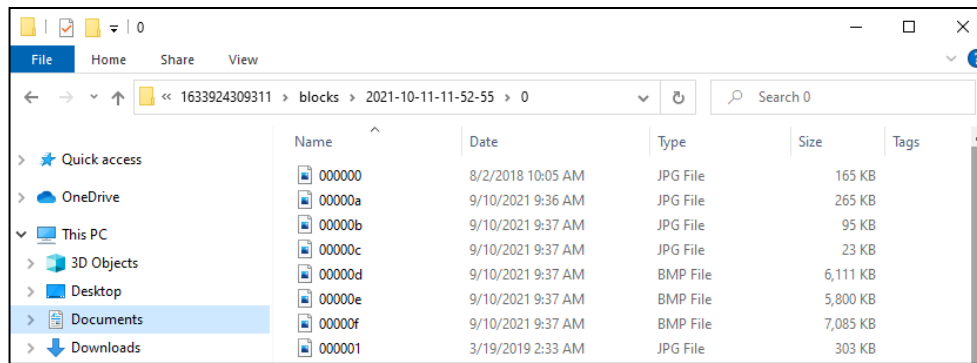 0
File Home Share View
« 1633924309311 › blocks › 2021-10-11-11-52-55 › 0 Search 0
Name Date Type Size Tags
Quick access
OneDrive
This PC
3D Objects
Desktop
Documents
Downloads
000000 8/2/2018 10:05 AM JPG File 165 KB
00000a 9/10/2021 9:36 AM JPG File 265 KB
00000b 9/10/2021 9:37 AM JPG File 95 KB
00000c 9/10/2021 9:37 AM JPG File 23 KB
00000d 9/10/2021 9:37 AM BMP File 6,111 KB
00000e 9/10/2021 9:37 AM BMP File 5,800 KB
00000f 9/10/2021 9:37 AM BMP File 7,085 KB
000001 3/19/2019 2:33 AM JPG File 303 KB